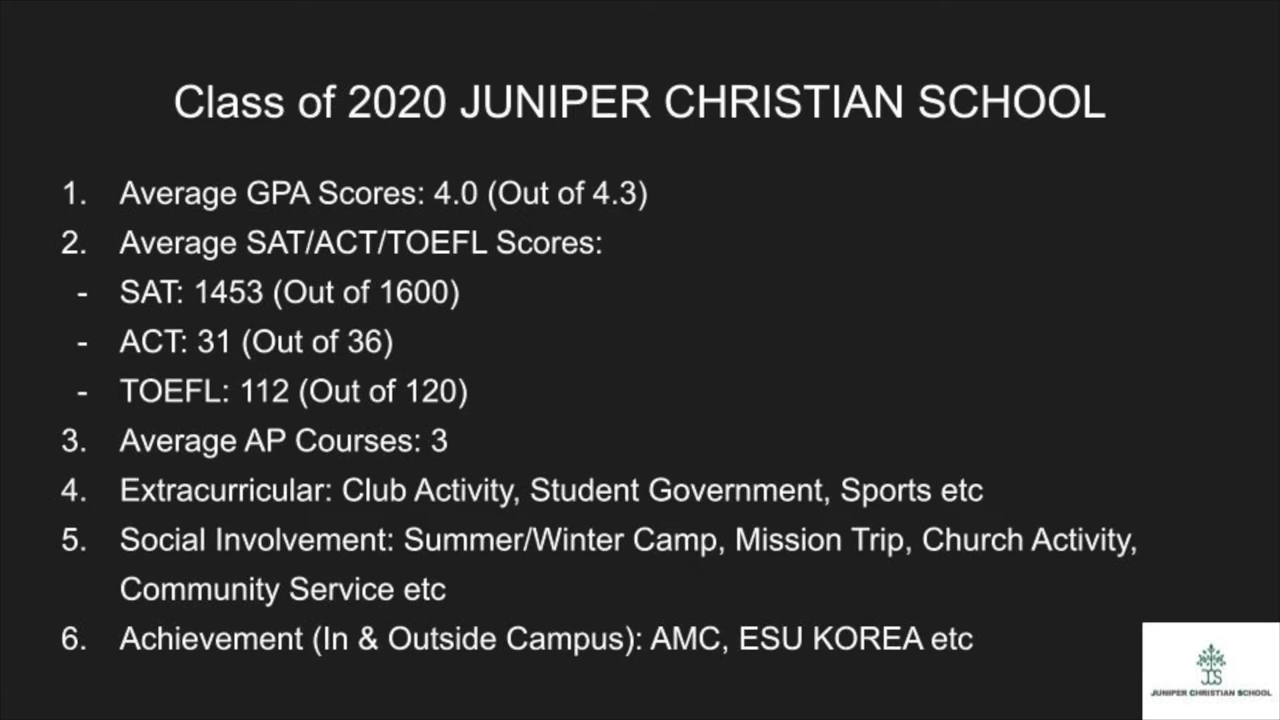 Class of 2020 JUNIPER CHRISTIAN SCHOOL
1. Average GPA Scores: 4.0 (Out of 4.3)
2. Average SAT/ACT/TOEFL Scores:
- SAT: 1453 (Out of 1600)
- ACT: 31 (Out of 36)
- TOEFL: 112 (Out of 120)
3. Average AP Courses: 3
4. Extracurricular: Club Activity, Student Government, Sports etc
5. Social Involvement: Summer/Winter Camp, Mission Trip, Church Activity,
Community Service etc
6. Achievement (In & Outside Campus): AMC, ESU KOREA etc
JCS
JUNIPER CHRISTIAN SCHOOL